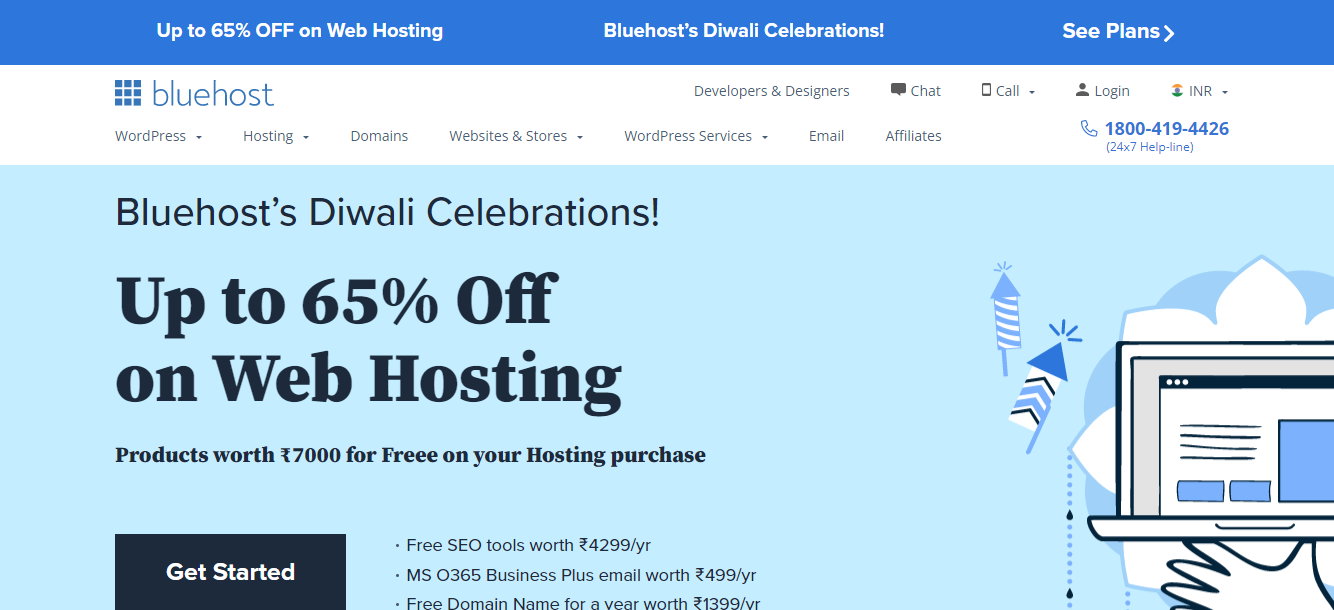 Up to 65% OFF on Web Hosting
Bluehost’s Diwali Celebrations!
See Plans
bluehost
Developers & Designers
Chat
Call
Login
INR
WordPress
Hosting
Domains
Websites & Stores
WordPress Services
Email
Affiliates
1800-419-4426
(24x7 Help-line)
Bluehost’s Diwali Celebrations!
Up to 65% Off
on Web Hosting
Products worth ₹7000 for Freee on your Hosting purchase
Get Started
· Free SEO tools worth ₹4299/yr
· MS O365 Business Plus email worth ₹499/yr
· Free Domain Name for a year worth ₹1399/yr